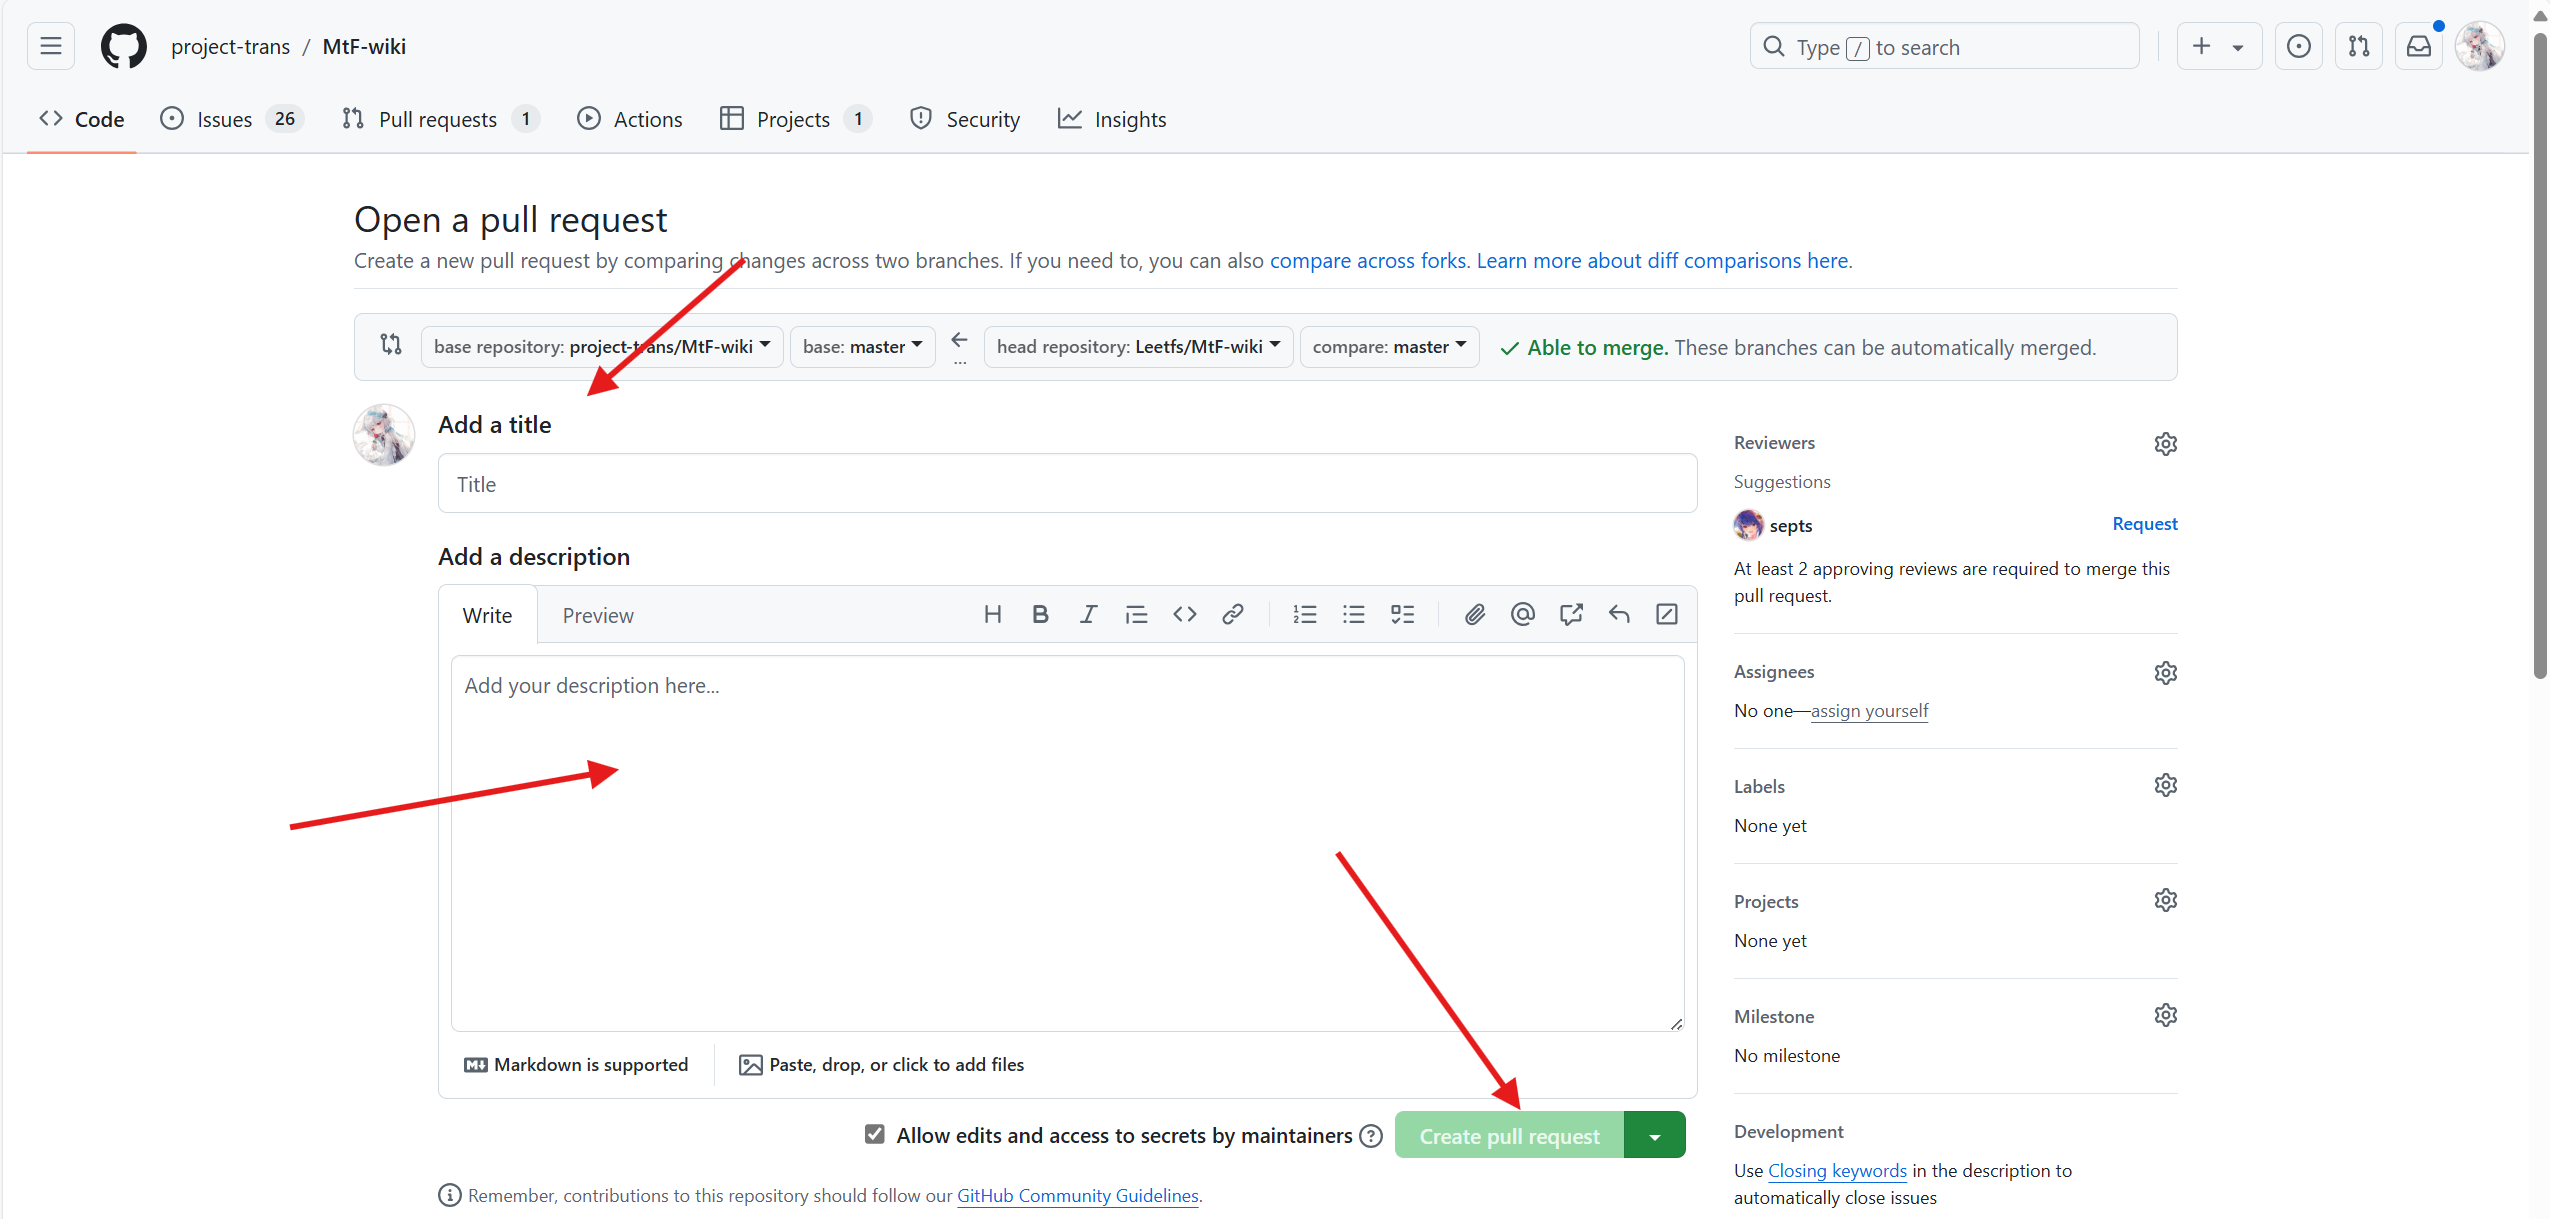 project-trans / MtF-wiki
Type / to search
Code
Issues 26
Pull requests 1
Actions
Projects 1
Security
Insights
Open a pull request
Create a new pull request by comparing changes across two branches. If you need to, you can also compare across forks. Learn more about diff comparisons here.
base repository: project-trans/MtF-wiki
base: master
...
head repository: Leetfs/MtF-wiki
compare: master
Able to merge. These branches can be automatically merged.
Add a title
Title
Add a description
Write
Preview
Add your description here...
Markdown is supported
Paste, drop, or click to add files
Allow edits and access to secrets by maintainers
Create pull request
Remember, contributions to this repository should follow our GitHub Community Guidelines.
Reviewers
Suggestions
septs
Request
At least 2 approving reviews are required to merge this
pull request.
Assignees
No one—assign yourself
Labels
None yet
Projects
None yet
Milestone
No milestone
Development
Use Closing keywords in the description to
automatically close issues